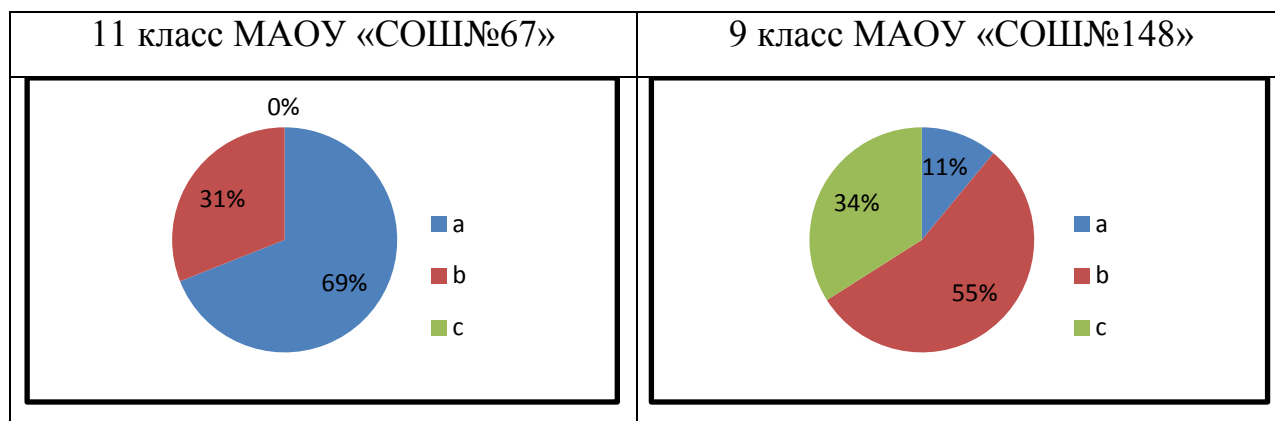 11 класс МАОУ «СОШ№67»
9 класс МАОУ «СОШ№148»
0%
31%
69%
a
b
c
11%
34%
55%
a
b
c